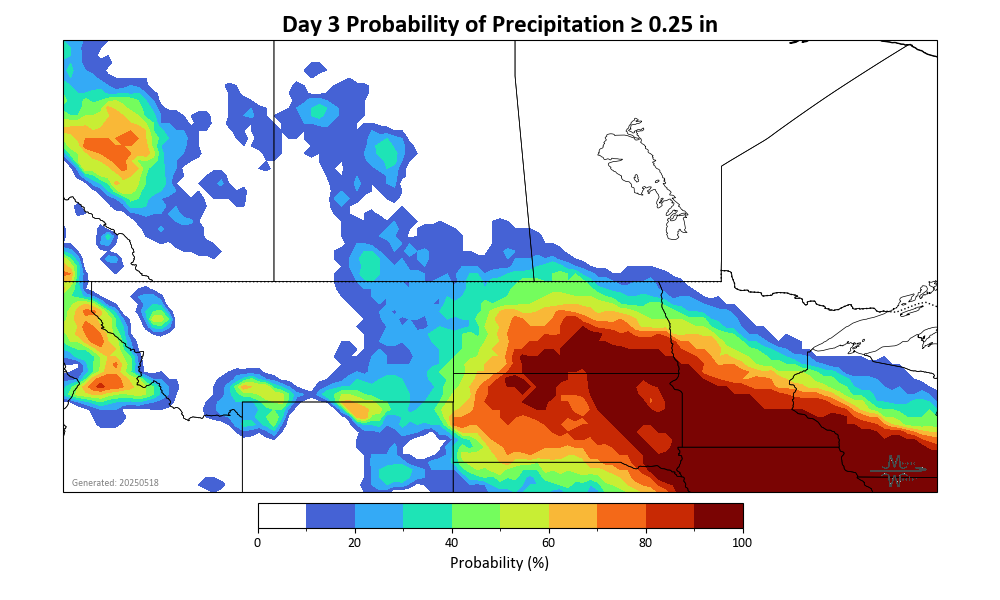 Day 3 Probability of Precipitation ≥ 0.25 in
Generated: 20250518
0 20 40 60 80 100
Probability (%)